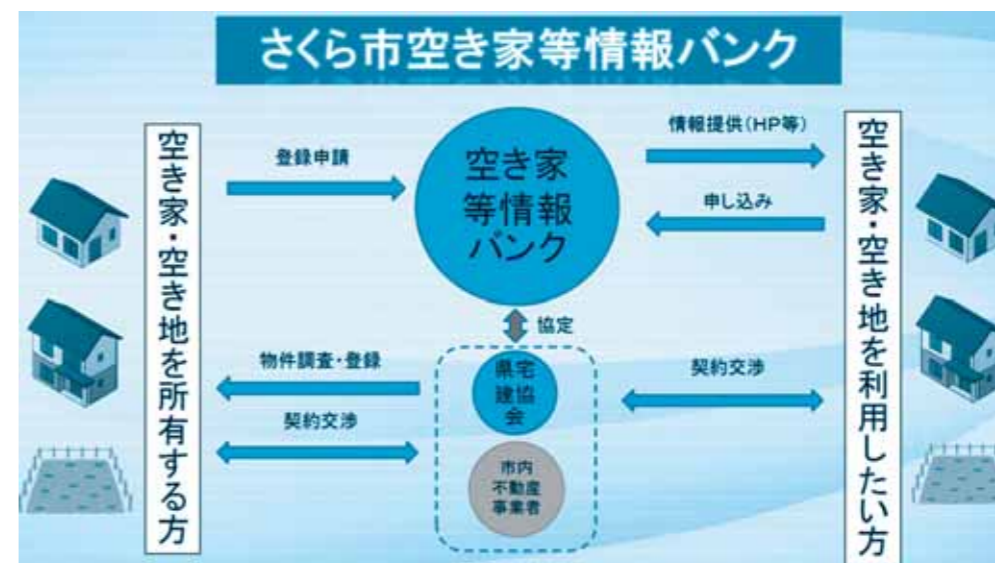 さくら市空き家等情報バンク
空き家・空き地を所有する方
登録申請
空き家
等情報
バンク
情報提供(HP等)
申し込み
空き家・空き地を利用したい方
協定
物件調査・登録
契約交渉
県宅
建協
会
市内
不動産
事業者
契約交渉